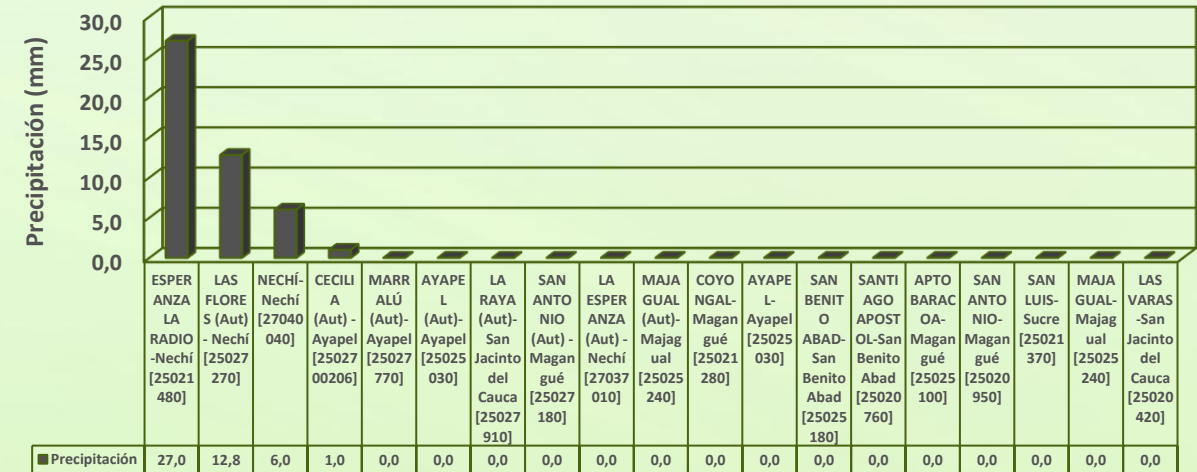 Precipitación (mm)
30,0
25,0
20,0
15,0
10,0
5,0
0,0
ESPER
ANZA
LA
RADIO
-Nechí
[25021
480]
LAS
FLORE
S (Aut)
- Nechí
[25027
270]
NECHÍ-
Nechí
[27040
040]
CECILI
A
(Aut) -
Ayapel
[25027
00206]
MARR
ALÚ
(Aut)-
Ayapel
[25027
770]
AYAPE
L
(Aut)-
Ayapel
[25025
030]
LA
RAYA
(Aut)-
San
Jacinto
del
Cauca
[25027
910]
SAN
ANTO
NIO
(Aut) -
Magan
gué
[25027
180]
LA
ESPER
ANZA
(Aut) -
Nechí
[27037
010]
MAJA
GUAL
(Aut)-
Majag
ual
[25025
240]
COYO
NGAL-
Magan
gué
[25021
280]
AYAPE
L-
Ayapel
[25025
030]
SAN
BENIT
O
ABAD-
San
Benito
Abad
[25025
180]
SANTI
AGO
APOST
OL-San
Benito
Abad
[25020
760]
APTO
BARAC
OA-
Magan
gué
[25025
100]
SAN
ANTO
NIO-
Magan
gué
[25020
950]
SAN
LUIS-
Sucre
[25021
370]
MAJA
GUAL-
Majag
ual
[25025
240]
LAS
VARAS
-San
Jacinto
del
Cauca
[25020
420]
Precipitación 27,0 12,8 6,0 1,0 0,0 0,0 0,0 0,0 0,0 0,0 0,0 0,0 0,0 0,0 0,0 0,0 0,0 0,0 0,0